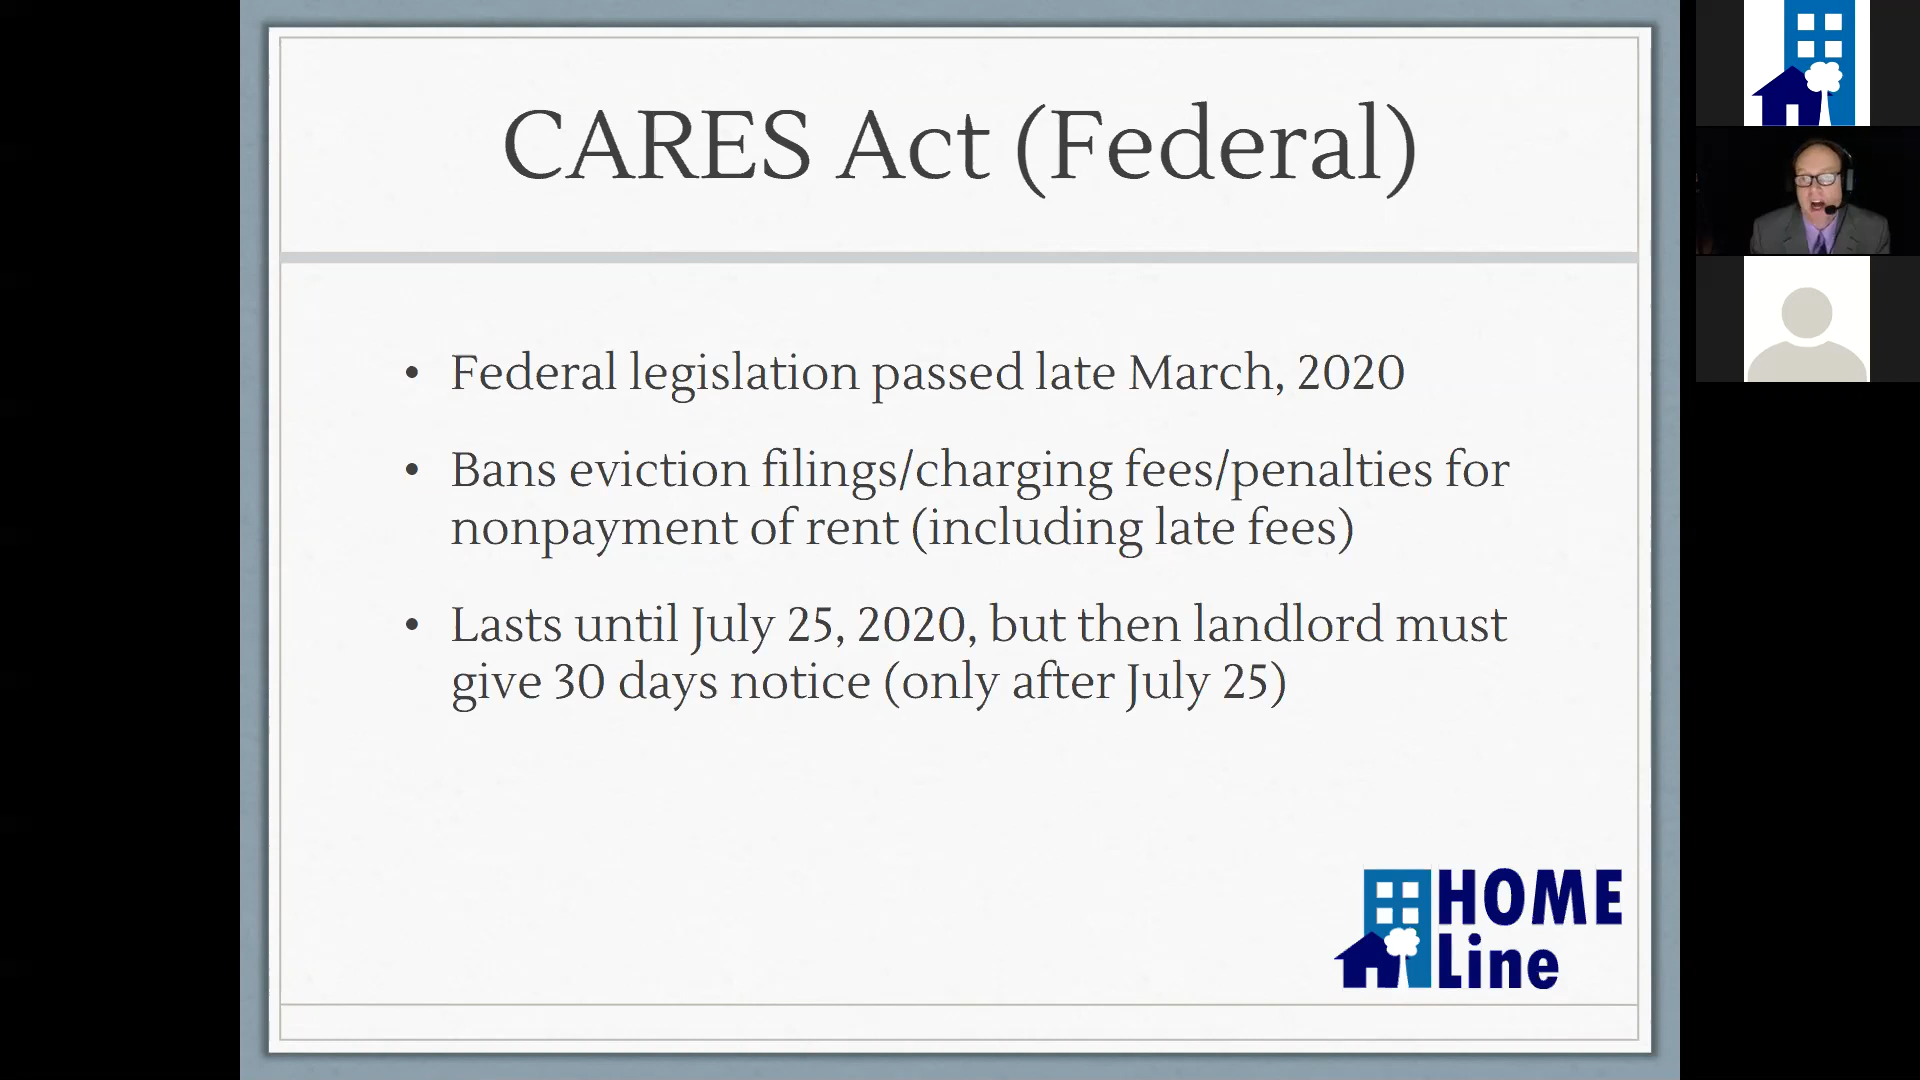 CARES Act (Federal)
• Federal legislation passed late March, 2020
• Bans eviction filings/charging fees/penalties for
nonpayment of rent (including late fees)
• Lasts until July 25, 2020, but then landlord must
give 30 days notice (only after July 25)
HOME
Line